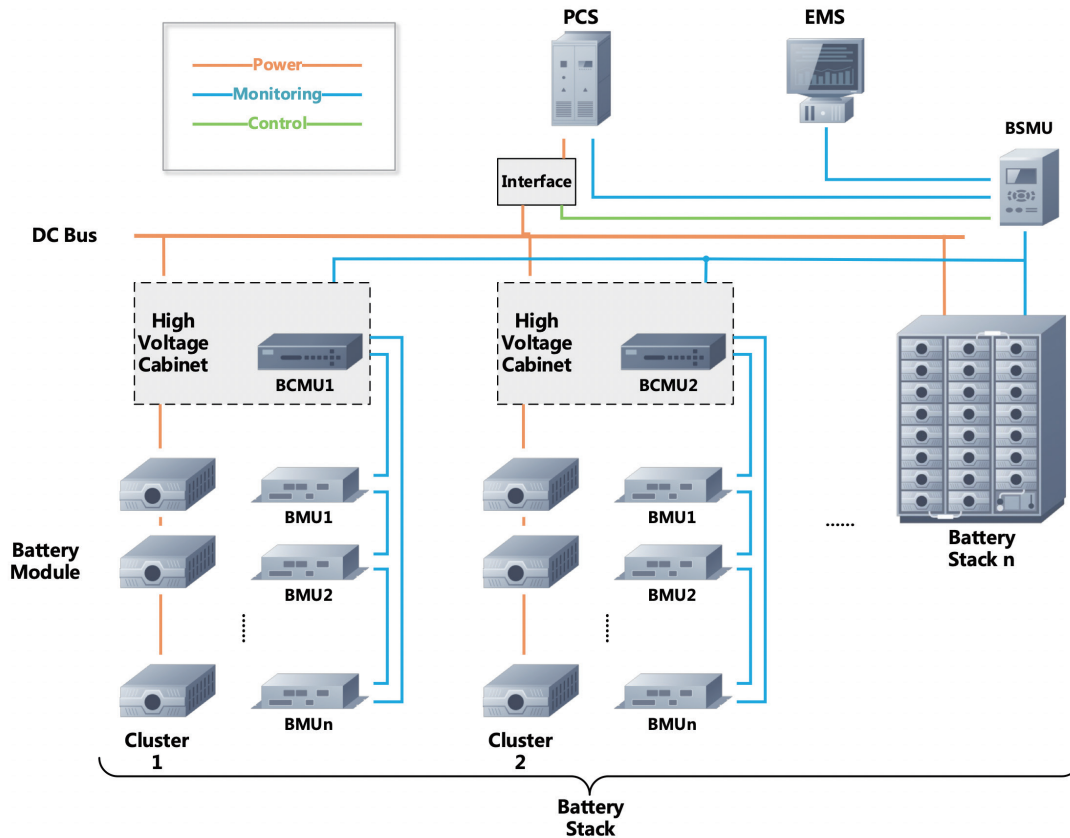 PCS
EMS
Power
Monitoring
Control
BSMU
Interface
DC Bus
High
Voltage
Cabinet
BCMU1
High
Voltage
Cabinet
BCMU2
BMU1
BMU1
Battery
Module
BMU2
BMU2
......
Battery
Stack n
......
......
BMUn
BMUn
Cluster
1
Cluster
2
Battery
Stack